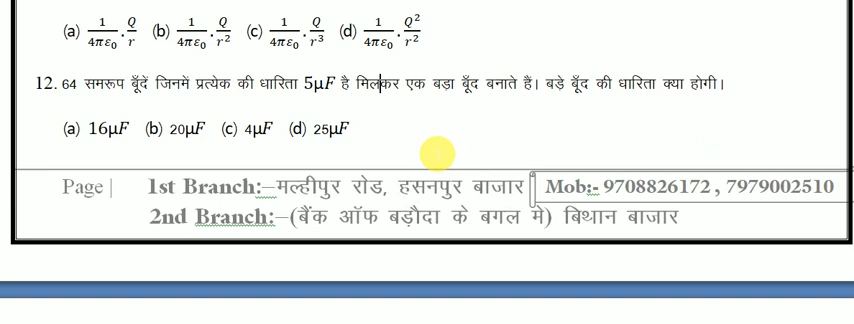 (a) 1/4πε₀ . Q/r (b) 1/4πε₀ . Q/r² (c) 1/4πε₀ . Q/r³ (d) 1/4πε₀ . Q²/r²
12. 64 समरूप बूँदें जिनमें प्रत्येक की धारिता 5μF है मिलकर एक बड़ा बूँद बनाते हैं। बड़े बूँद की धारिता क्या होगी।
(a) 16μF (b) 20μF (c) 4μF (d) 25μF
Page | 1st Branch:–मल्हीपुर रोड, हसनपुर बाजार Mob:- 9708826172 , 7979002510
2nd Branch:–(बैंक ऑफ बड़ौदा के बगल मे) बिथान बाजार